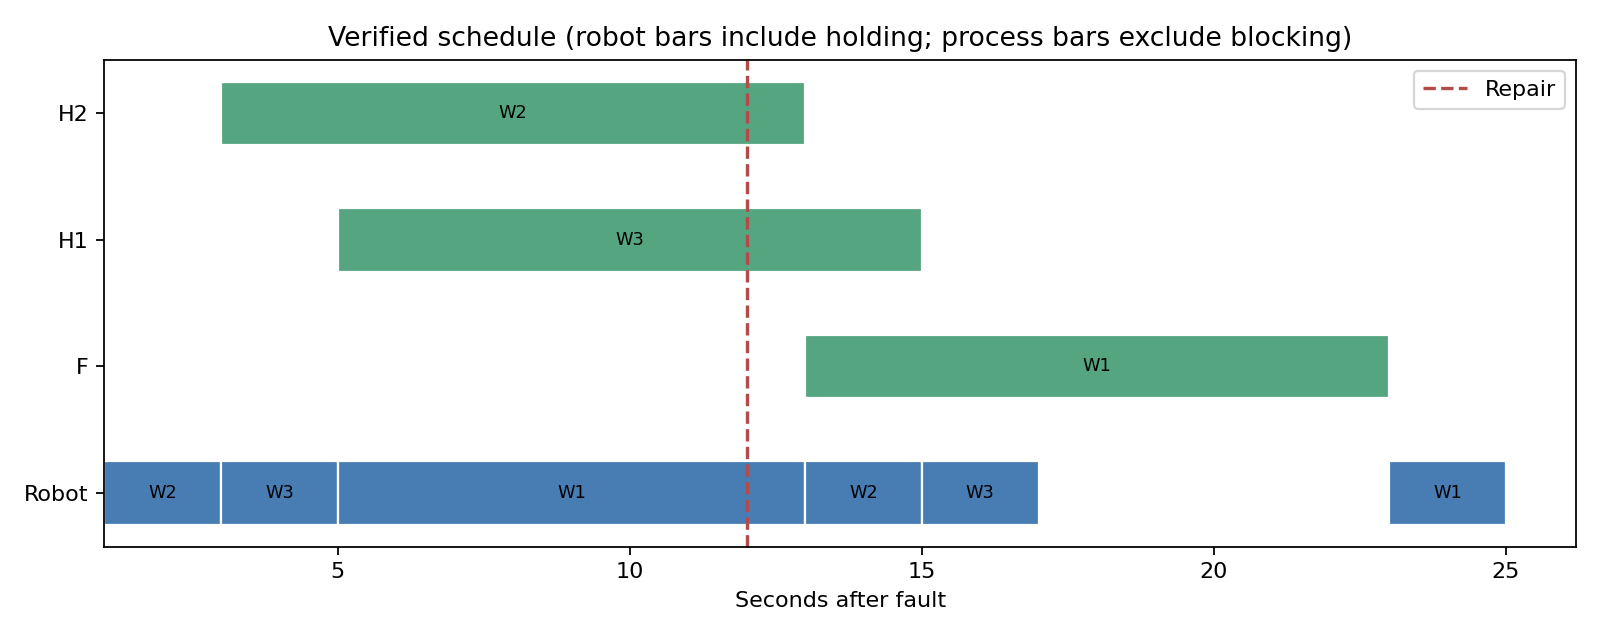 Verified schedule (robot bars include holding; process bars exclude blocking)
Repair
H2
W2
H1
W3
F
W1
Robot
W2
W3
W1
W2
W3
W1
5
10
15
20
25
Seconds after fault